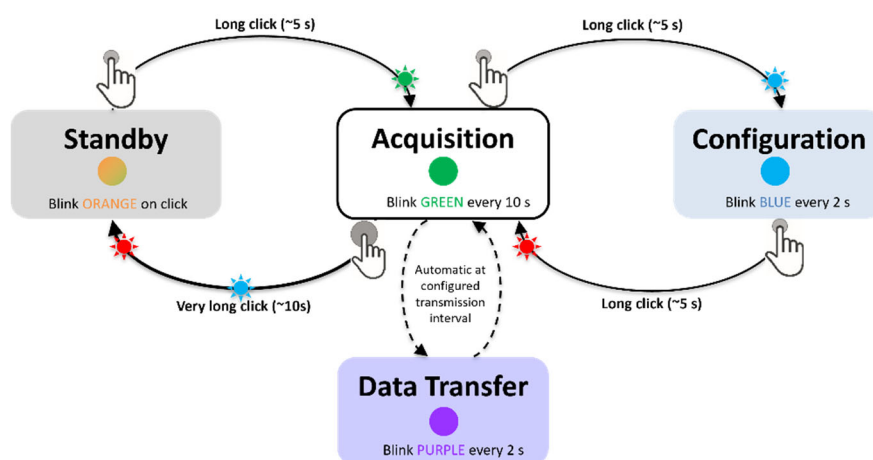 Long click (~5 s)
Long click (~5 s)
Standby
Blink ORANGE on click
Acquisition
Blink GREEN every 10 s
Configuration
Blink BLUE every 2 s
Very long click (~10s)
Automatic at
configured
transmission
interval
Long click (~5 s)
Data Transfer
Blink PURPLE every 2 s